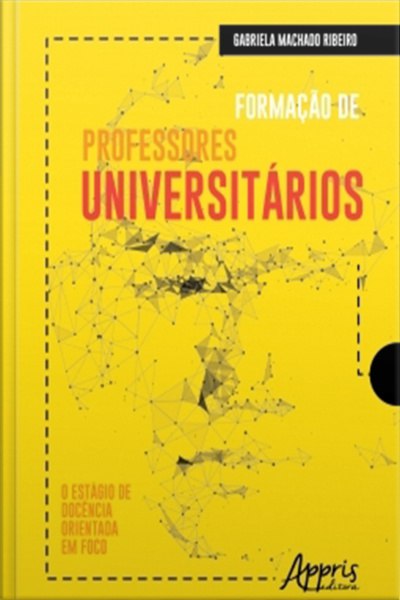 GABRIELA MACHADO RIBEIRO
FORMAÇÃO DE
PROFESSORES
UNIVERSITÁRIOS
O ESTÁGIO DE
DOCÊNCIA
ORIENTADA
EM FOCO
Appris
editora